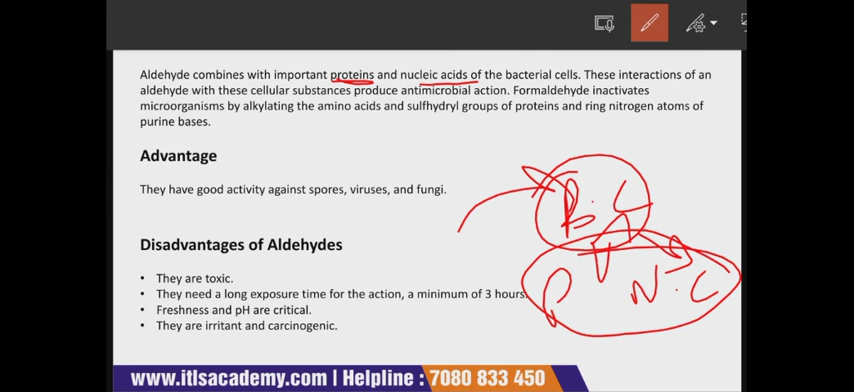 Aldehyde combines with important proteins and nucleic acids of the bacterial cells. These interactions of an
aldehyde with these cellular substances produce antimicrobial action. Formaldehyde inactivates
microorganisms by alkylating the amino acids and sulfhydryl groups of proteins and ring nitrogen atoms of
purine bases.
Advantage
They have good activity against spores, viruses, and fungi.
B. C
Disadvantages of Aldehydes
• They are toxic.
• They need a long exposure time for the action, a minimum of 3 hours.
P N. C
• Freshness and pH are critical.
• They are irritant and carcinogenic.
www.itlsacademy.com | Helpline : 7080 833 450